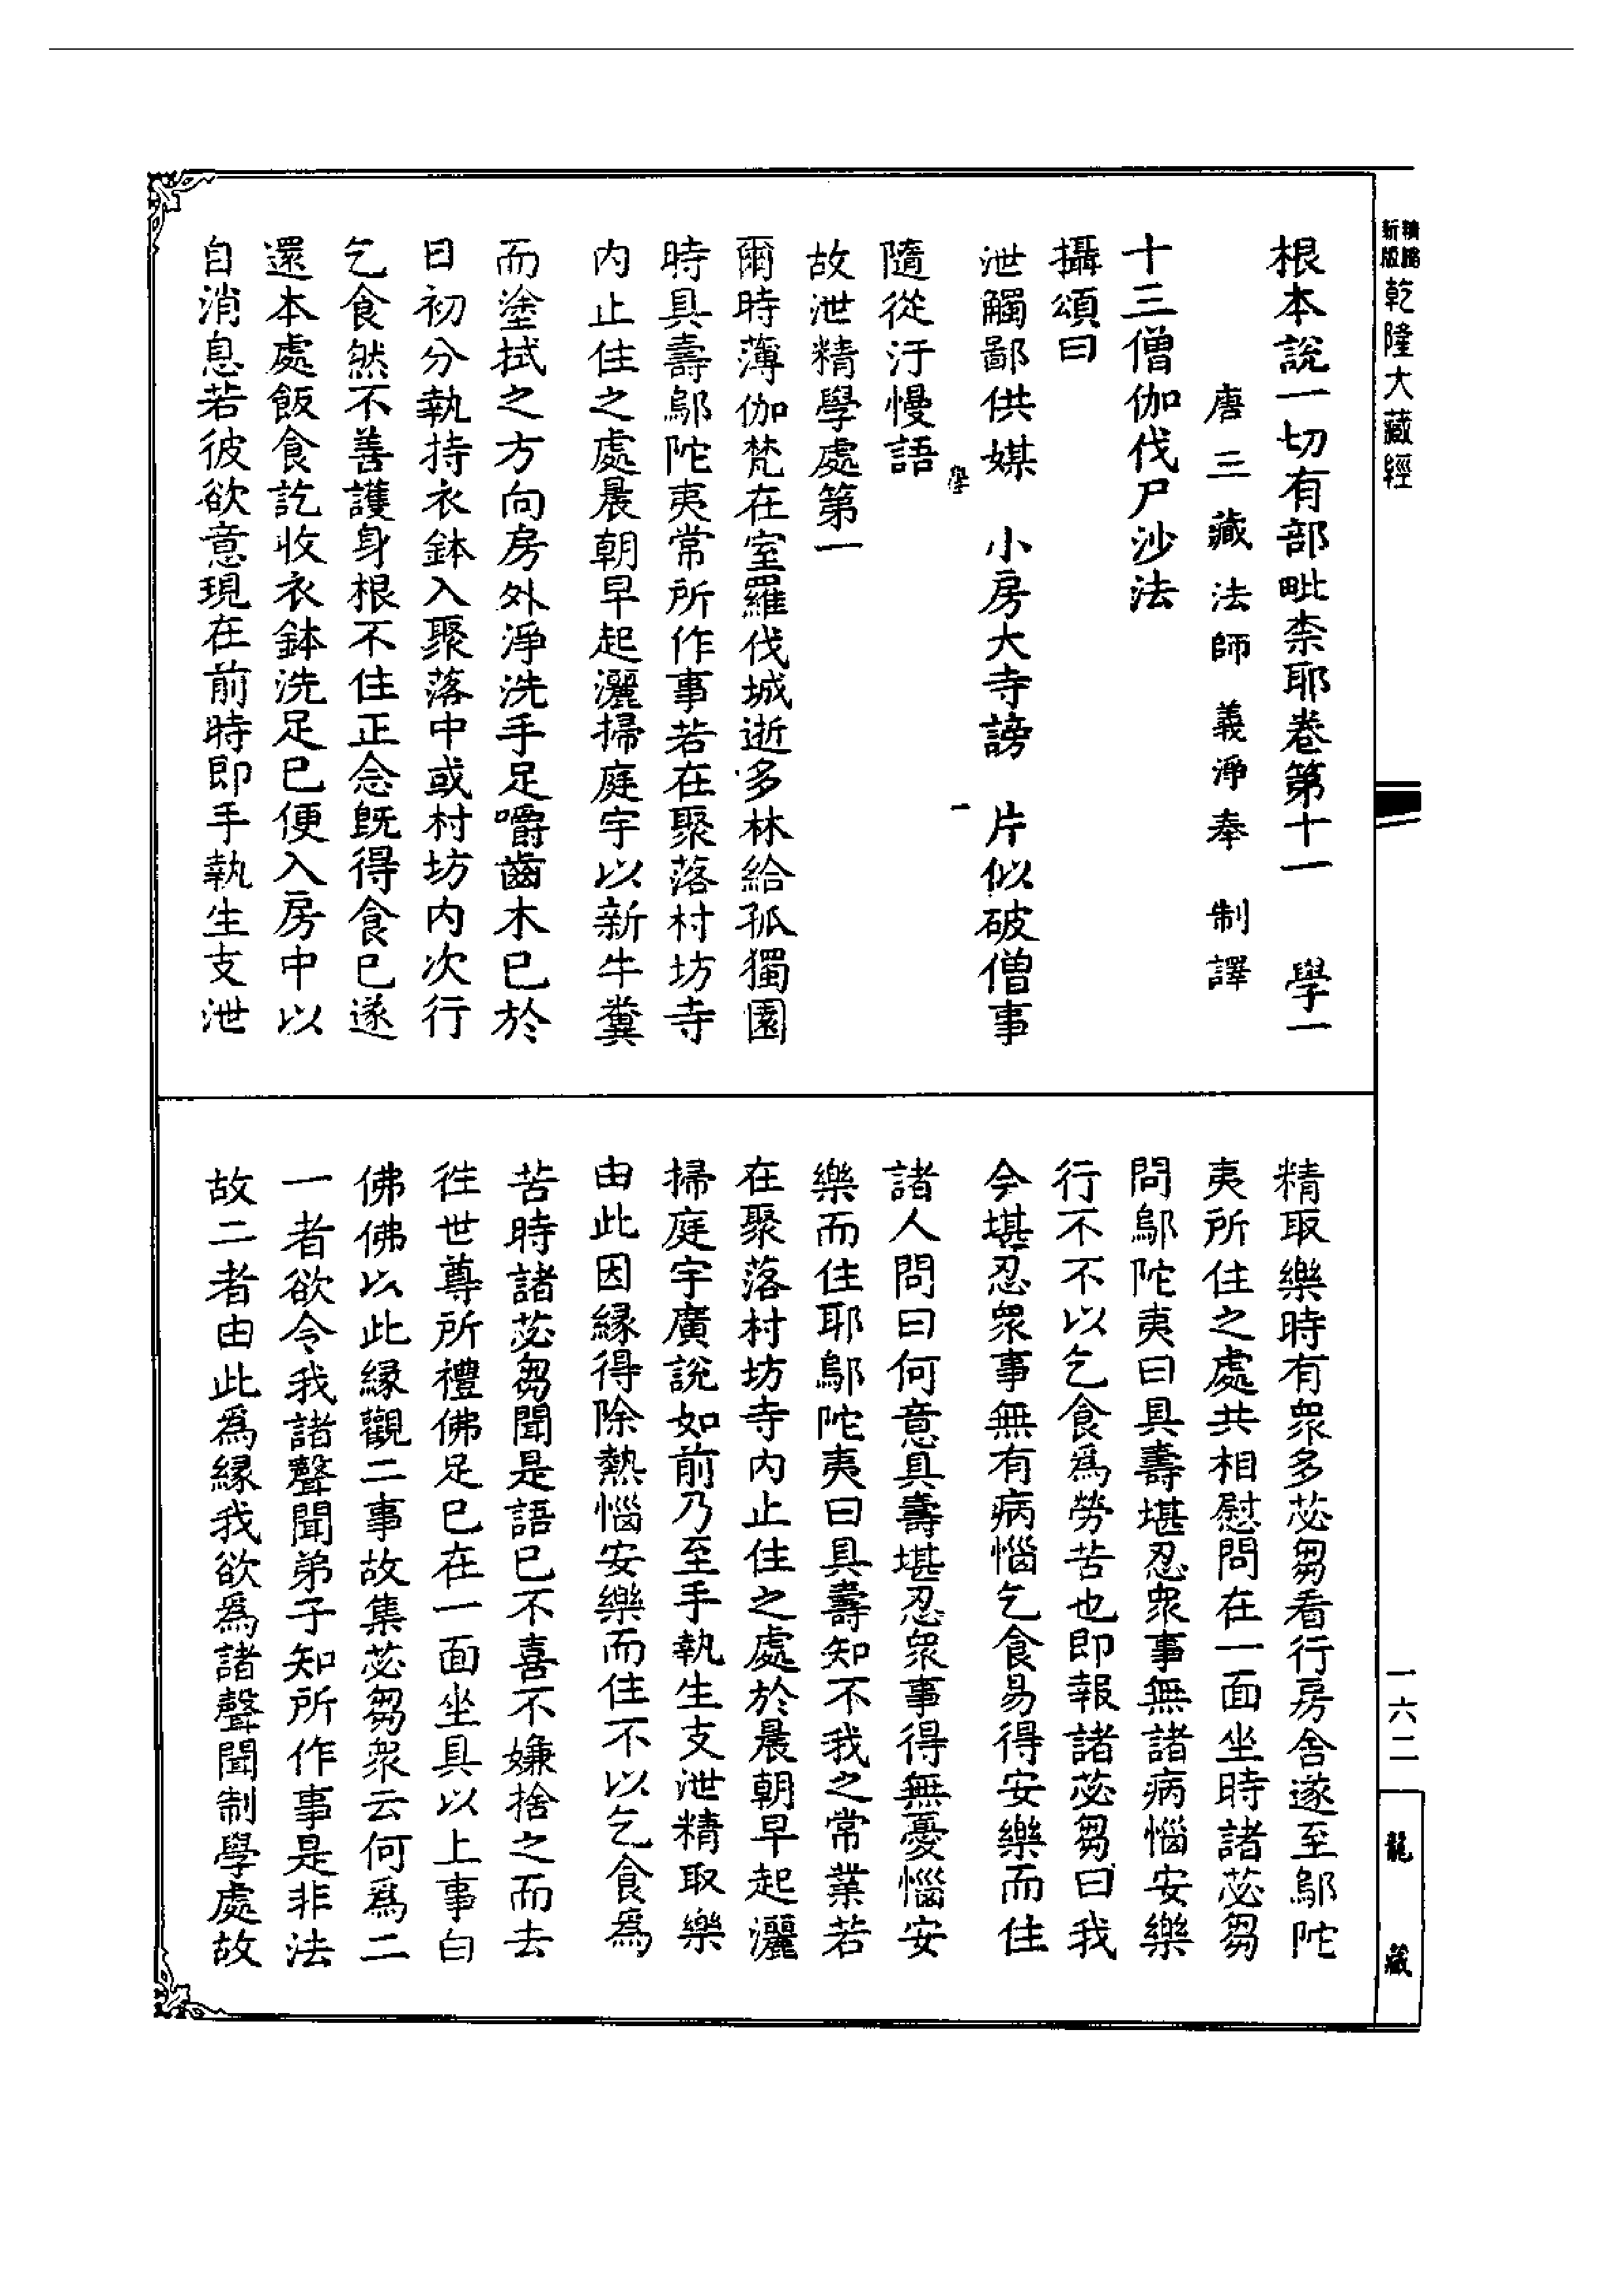 新版精縮乾隆大藏經
根本說一切有部毗柰耶卷第十一　學一
唐三藏法師義淨奉　制譯
十三僧伽伐尸沙法
攝頌曰
泄觸鄙供媒　小房大寺謗　片似破僧事
學　一
隨從汙慢語
故泄精學處第一
爾時薄伽梵在室羅伐城逝多林給孤獨園
時具壽鄔陀夷常所作事若在聚落村坊寺
内止住之處晨朝早起灑掃庭宇以新牛糞
而塗拭之方向房外淨洗手足嚼齒木已於
日初分執持衣鉢入聚落中或村坊内次行
乞食然不善護身根不住正念旣得食已遂
還本處飯食訖收衣鉢洗足已便入房中以
自消息若彼欲意現在前時即手執生支泄
精取樂時有衆多苾芻看行房舍遂至鄔陀
夷所住之處共相慰問在一面坐時諸苾芻
問鄔陀夷曰具壽堪忍衆事無諸病惱安樂
行不不以乞食爲勞苦也即報諸苾芻曰我
今堪忍衆事無有病惱乞食易得安樂而住
諸人問曰何意具壽堪忍衆事得無憂惱安
樂而住耶鄔陀夷曰具壽知不我之常業若
在聚落村坊寺内止住之處於晨朝早起灑
掃庭宇廣說如前乃至手執生支泄精取樂
由此因緣得除熱惱安樂而住不以乞食爲
苦時諸苾芻聞是語已不喜不嫌捨之而去
徃世尊所禮佛足已在一面坐具以上事白
佛佛以此緣觀二事故集苾芻衆云何爲二
一者欲令我諸聲聞弟子知所作事是非法
故二者由此爲緣我欲爲諸聲聞制學處故
一六二
龍藏